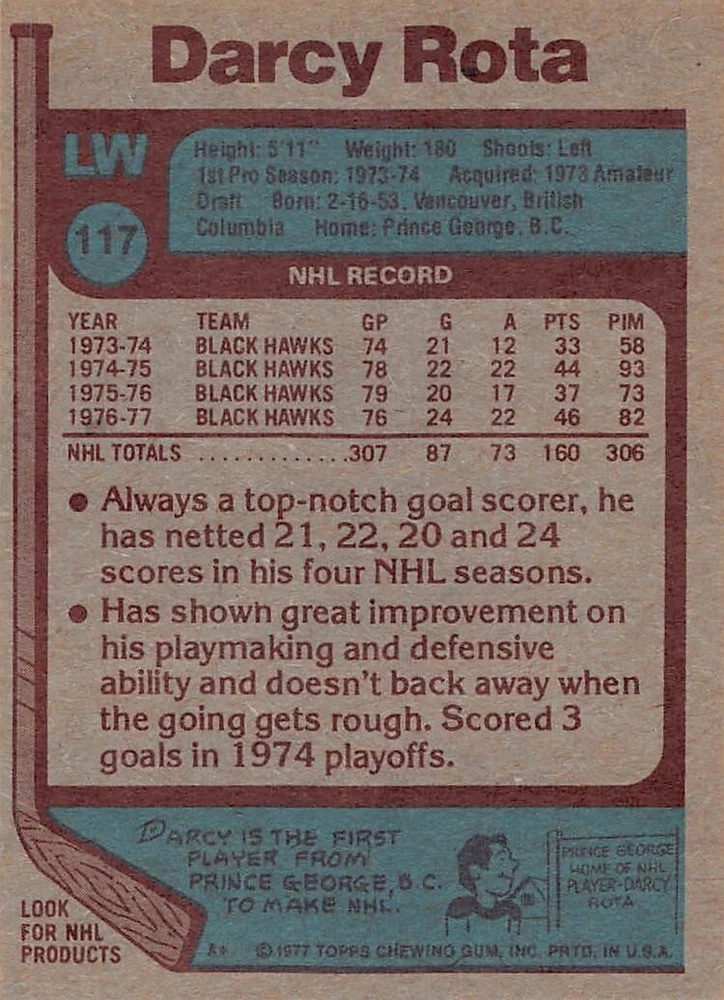 Darcy Rota
LW
Height: 5'11" Weight: 180 Shoots: Left
1st Pro Season: 1973-74 Acquired: 1973 Amateur
Draft Born: 2-16-53, Vancouver, British
Columbia Home: Prince George, B.C.
117
NHL RECORD
YEAR TEAM GP G A PTS PIM
1973-74 BLACK HAWKS 74 21 12 33 58
1974-75 BLACK HAWKS 78 22 22 44 93
1975-76 BLACK HAWKS 79 20 17 37 73
1976-77 BLACK HAWKS 76 24 22 46 82
NHL TOTALS .............307 87 73 160 306
● Always a top-notch goal scorer, he
has netted 21, 22, 20 and 24
scores in his four NHL seasons.
● Has shown great improvement on
his playmaking and defensive
ability and doesn't back away when
the going gets rough. Scored 3
goals in 1974 playoffs.
DARCY IS THE FIRST
PLAYER FROM
PRINCE GEORGE, B.C.
TO MAKE NHL.
PRINCE GEORGE
HOME OF NHL
PLAYER-DARCY
ROTA
LOOK
FOR NHL
PRODUCTS
A* © 1977 TOPPS CHEWING GUM, INC. PRTD. IN U.S.A.